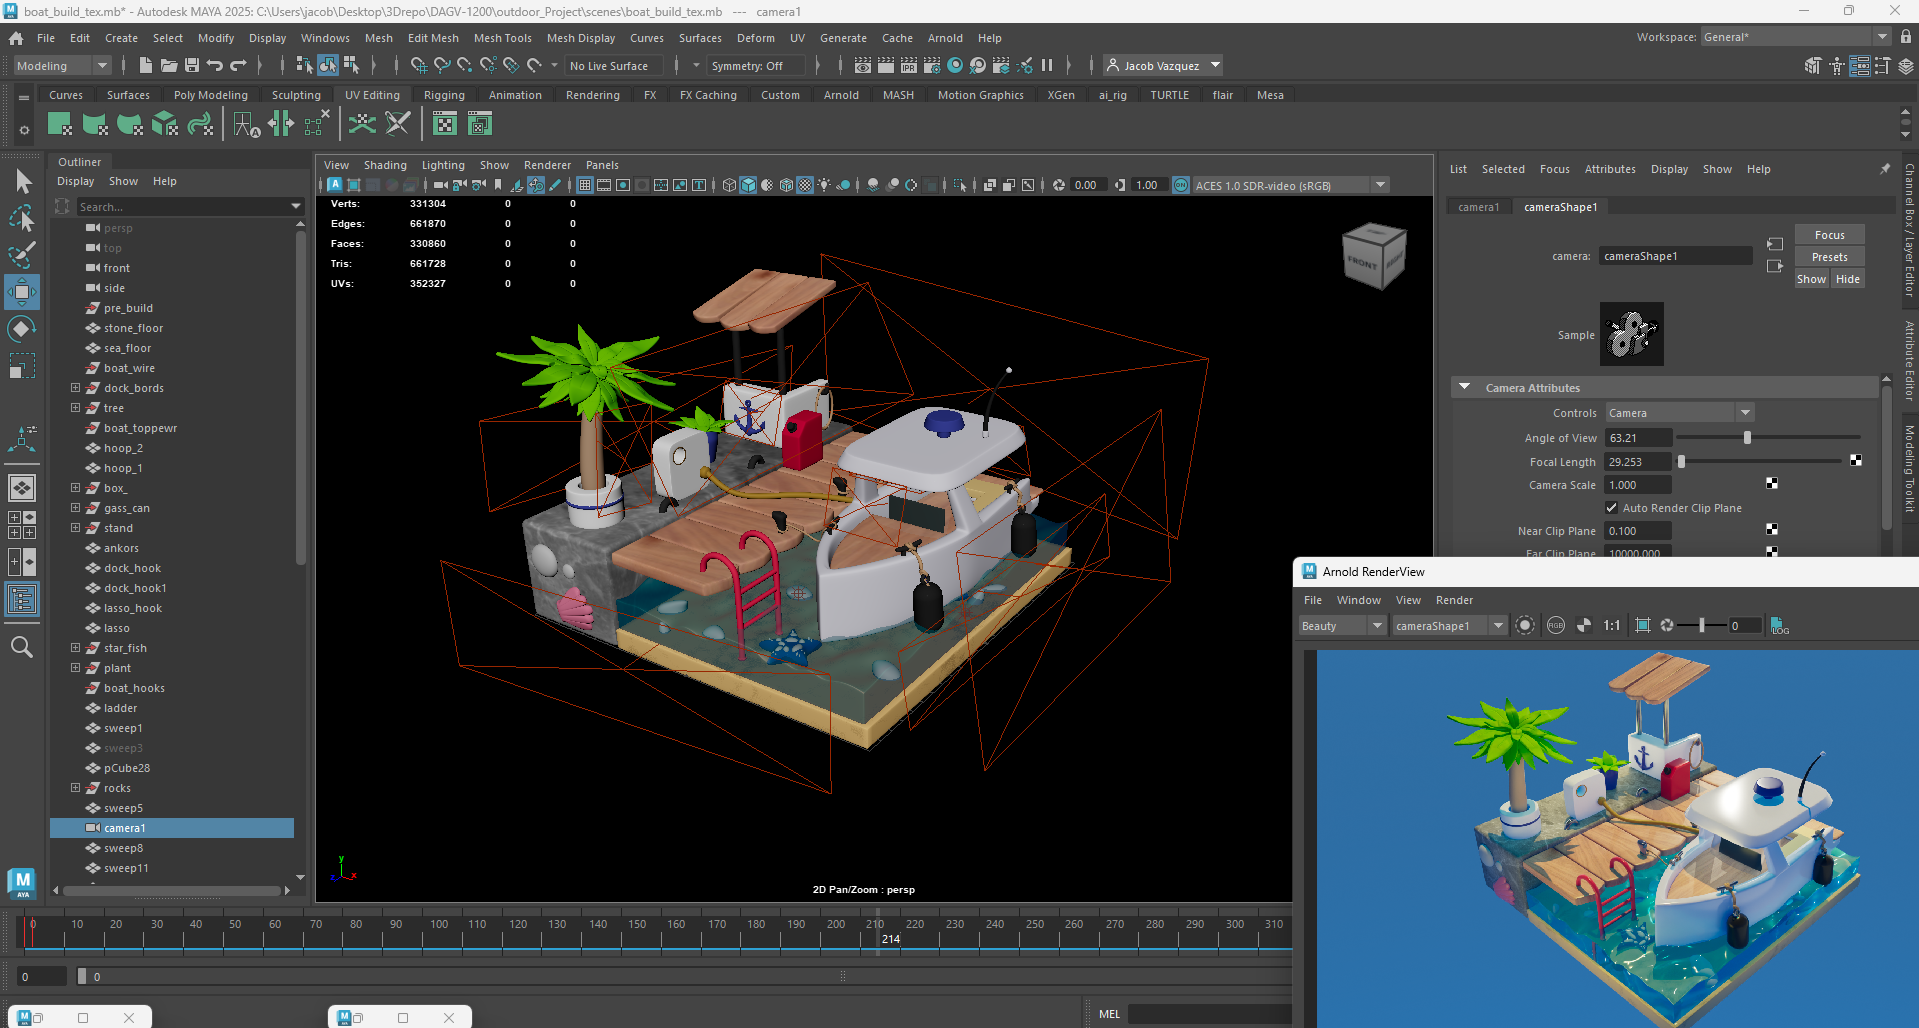 boat_build_tex.mb* - Autodesk MAYA 2025: C:\Users\jacob\Desktop\3Drepo\DAGV-1200\outdoor_Project\scenes\boat_build_tex.mb --- camera1
File Edit Create Select Modify Display Windows Mesh Edit Mesh Mesh Tools Mesh Display Curves Surfaces Deform UV Generate Cache Arnold Help
Workspace: General*
Modeling
No Live Surface
Symmetry: Off
IPR
Jacob Vazquez
Curves Surfaces Poly Modeling Sculpting UV Editing Rigging Animation Rendering FX FX Caching Custom Arnold MASH Motion Graphics XGen ai_rig TURTLE flair Mesa
Outliner
Display Show Help
Search...
persp
top
front
side
pre_build
stone_floor
sea_floor
boat_wire
dock_bords
tree
boat_toppewr
hoop_2
hoop_1
box_
gass_can
stand
ankors
dock_hook
dock_hook1
lasso_hook
lasso
star_fish
plant
boat_hooks
ladder
sweep1
sweep3
pCube28
rocks
sweep5
camera1
sweep8
sweep11
View Shading Lighting Show Renderer Panels
0.00
1.00
ACES 1.0 SDR-video (sRGB)
Verts: 331304 0 0
Edges: 661870 0 0
Faces: 330860 0 0
Tris: 661728 0 0
UVs: 352327 0 0
FRONT
y
x
z
2D Pan/Zoom : persp
List Selected Focus Attributes Display Show Help
camera1 cameraShape1
Focus
camera: cameraShape1
Presets
Show Hide
Sample
Camera Attributes
Controls Camera
Angle of View 63.21
Focal Length 29.253
Camera Scale 1.000
Auto Render Clip Plane
Near Clip Plane 0.100
Far Clip Plane 10000.000
Channel Box / Layer Editor
Attribute Editor
Modeling Toolkit
Arnold RenderView
File Window View Render
Beauty
cameraShape1
RGB
1:1
0
LOG
0 10 20 30 40 50 60 70 80 90 100 110 120 130 140 150 160 170 180 190 200 210 220 230 240 250 260 270 280 290 300 310
214
0
0
MEL
M
AYA